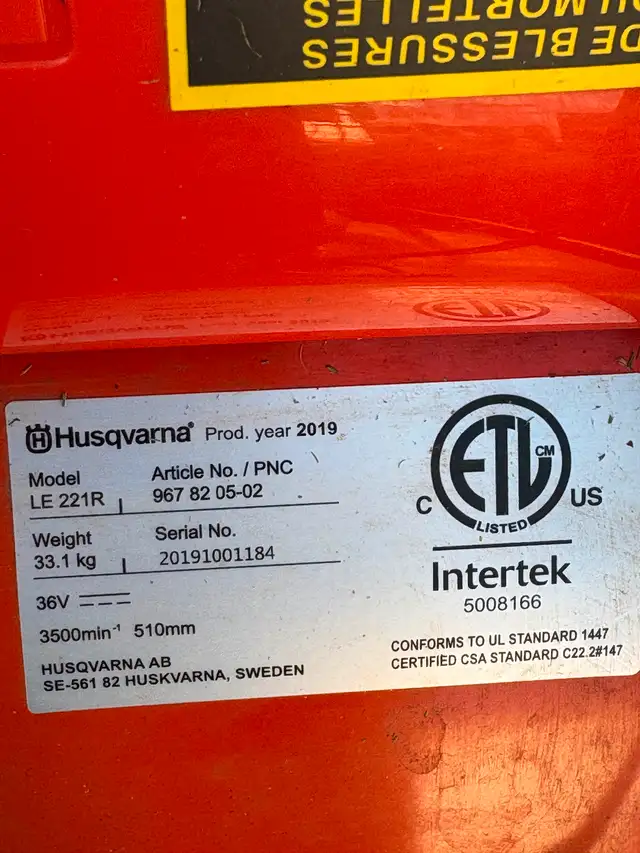 DE BLESSURES
OU MORTELLES
Husqvarna Prod. year 2019
Model Article No. / PNC
LE 221R 967 82 05-02
Weight Serial No.
33.1 kg 20191001184
36V
3500min-1 510mm
HUSQVARNA AB
SE-561 82 HUSKVARNA, SWEDEN
ETL CM
C US
LISTED
Intertek
5008166
CONFORMS TO UL STANDARD 1447
CERTIFIED CSA STANDARD C22.2#147